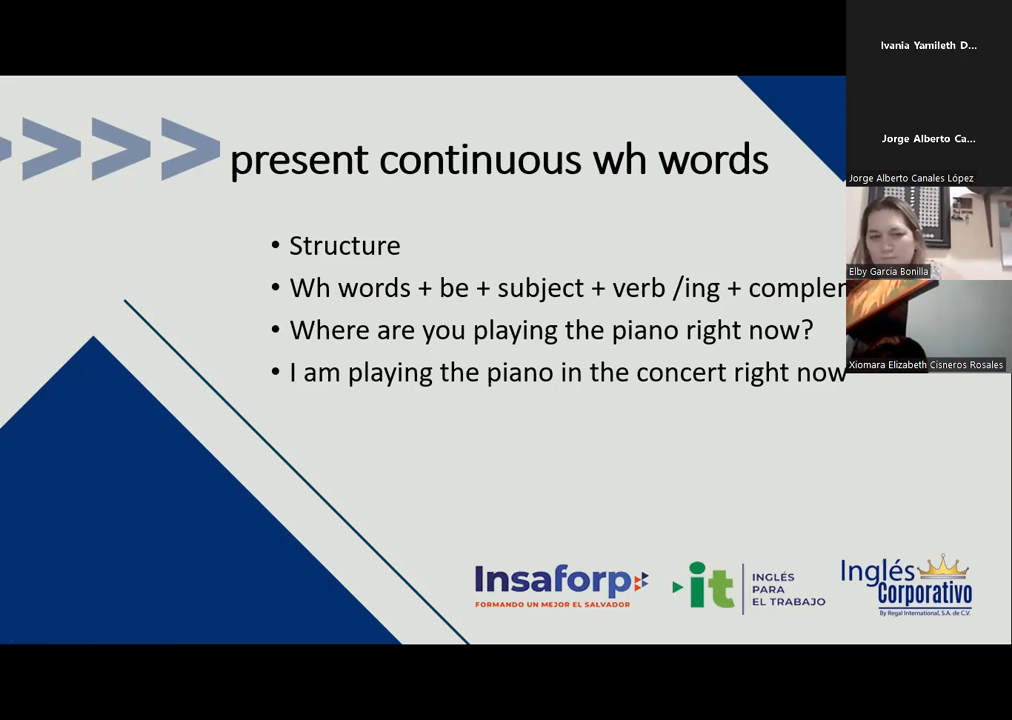 Ivania Yamileth D...
Jorge Alberto Ca...
Jorge Alberto Canales López
present continuous wh words
• Structure
• Wh words + be + subject + verb /ing + complem
• Where are you playing the piano right now?
• I am playing the piano in the concert right now
Elby Garcia Bonilla
Xiomara Elizabeth Cisneros Rosales
Insaforp
FORMANDO UN MEJOR EL SALVADOR
it
INGLÉS
PARA
EL TRABAJO
Inglés
Corporativo
By Regal International, S.A. de C.V.